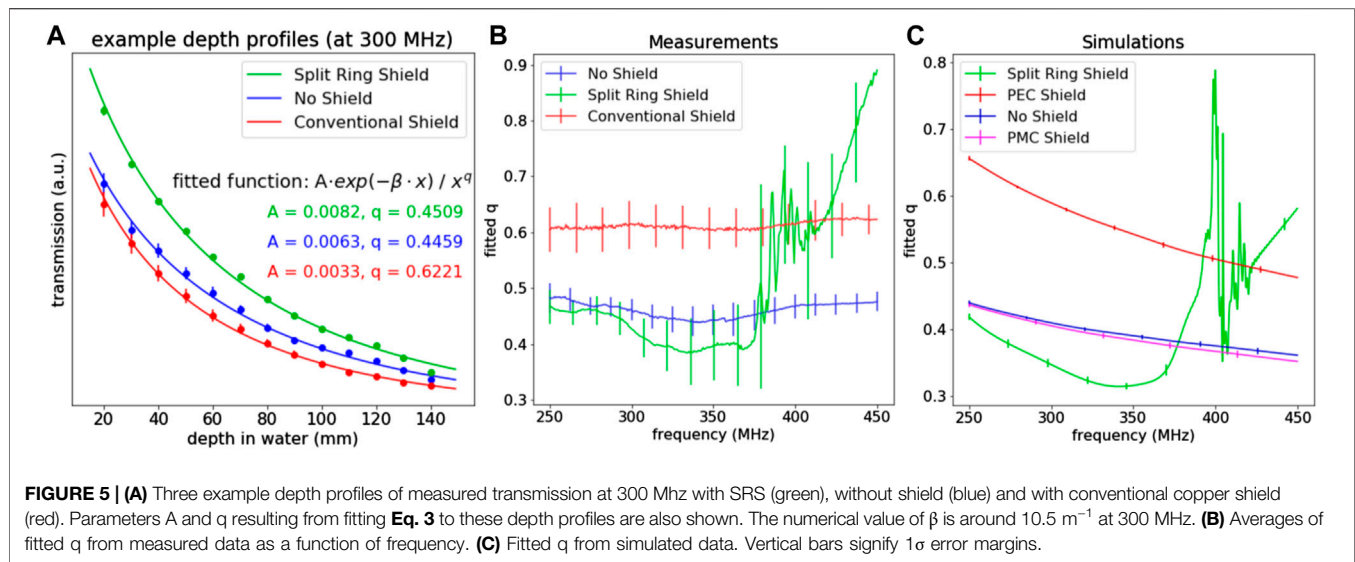 A
example depth profiles (at 300 MHz)
Split Ring Shield
No Shield
Conventional Shield
fitted function: A·exp(−β · x) / x^q
A = 0.0082, q = 0.4509
A = 0.0063, q = 0.4459
A = 0.0033, q = 0.6221
transmission (a.u.)
20 40 60 80 100 120 140
depth in water (mm)
B
Measurements
No Shield
Split Ring Shield
Conventional Shield
0.9
0.8
0.7
0.6
0.5
0.4
0.3
fitted q
250 300 350 400 450
frequency (MHz)
C
Simulations
Split Ring Shield
PEC Shield
No Shield
PMC Shield
0.8
0.7
0.6
0.5
0.4
0.3
fitted q
250 300 350 400 450
frequency (MHz)
FIGURE 5 | (A) Three example depth profiles of measured transmission at 300 Mhz with SRS (green), without shield (blue) and with conventional copper shield
(red). Parameters A and q resulting from fitting Eq. 3 to these depth profiles are also shown. The numerical value of β is around 10.5 m⁻¹ at 300 MHz. (B) Averages of
fitted q from measured data as a function of frequency. (C) Fitted q from simulated data. Vertical bars signify 1σ error margins.